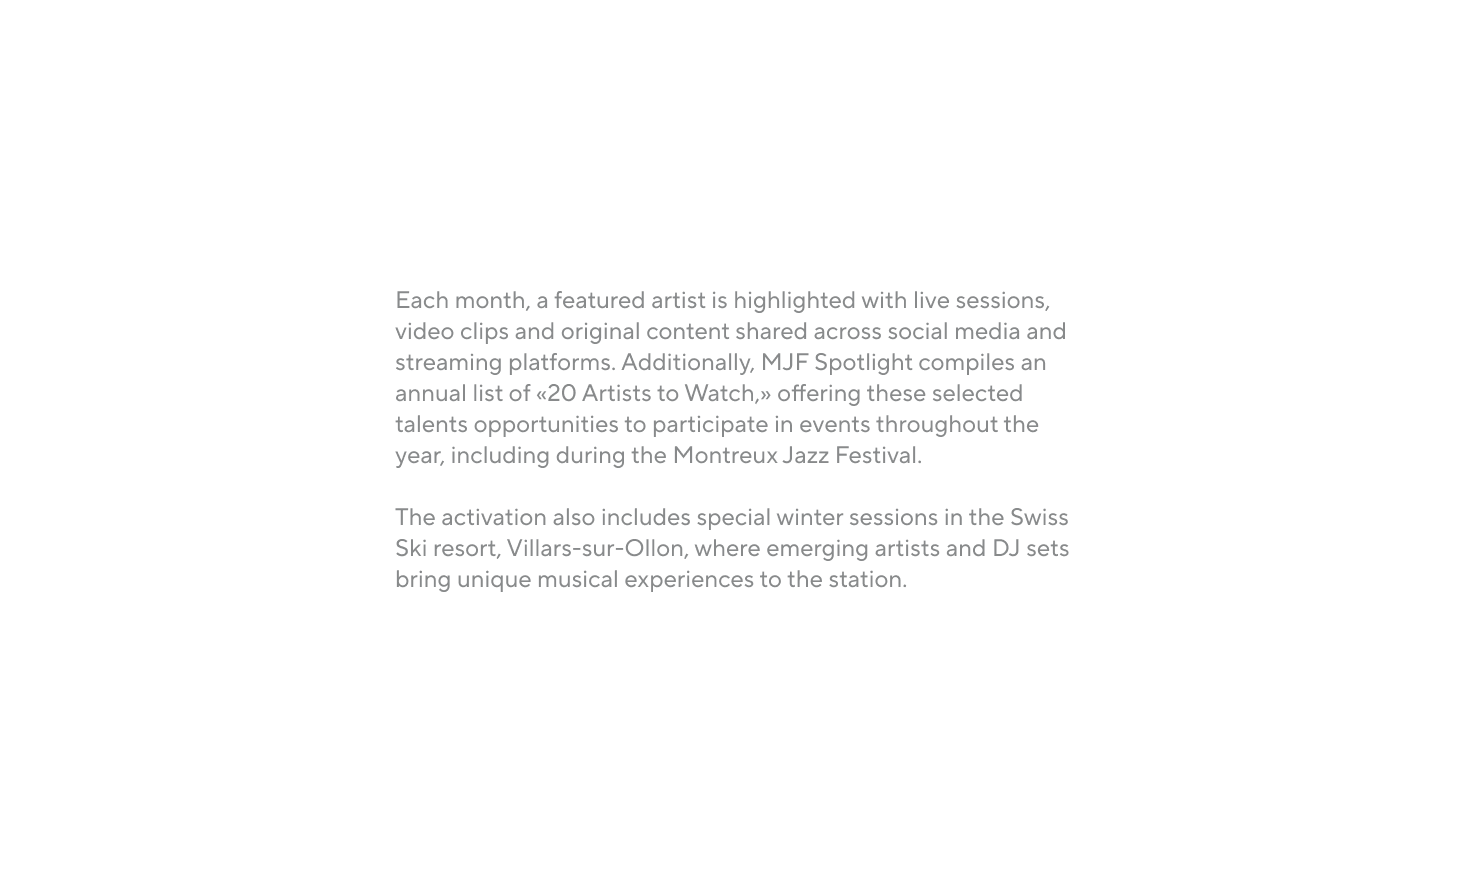 Each month, a featured artist is highlighted with live sessions,
video clips and original content shared across social media and
streaming platforms. Additionally, MJF Spotlight compiles an
annual list of «20 Artists to Watch,» offering these selected
talents opportunities to participate in events throughout the
year, including during the Montreux Jazz Festival.
The activation also includes special winter sessions in the Swiss
Ski resort, Villars-sur-Ollon, where emerging artists and DJ sets
bring unique musical experiences to the station.